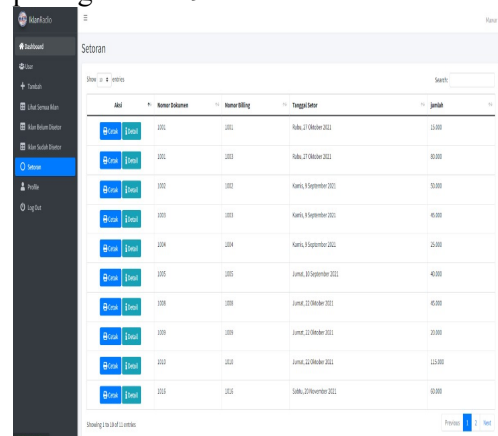 IklanRadio
Dashboard
User
Tambah
Lihat Semua Iklan
Iklan Belum Disetor
Iklan Sudah Disetor
Setoran
Profile
Log Out
Setoran
Show entries
Search:
Aksi Nomor Dokumen Nomor Billing Tanggal Setor Jumlah
Cetak Detail 1001 1001 Rabu, 27 Oktober 2021 15.000
Cetak Detail 1001 1003 Rabu, 27 Oktober 2021 80.000
Cetak Detail 1002 1002 Kamis, 9 September 2021 50.000
Cetak Detail 1003 1003 Kamis, 9 September 2021 45.000
Cetak Detail 1004 1004 Kamis, 9 September 2021 25.000
Cetak Detail 1005 1005 Jumat, 10 September 2021 40.000
Cetak Detail 1008 1008 Jumat, 22 Oktober 2021 45.000
Cetak Detail 1009 1009 Jumat, 22 Oktober 2021 20.000
Cetak Detail 1010 1010 Jumat, 22 Oktober 2021 115.000
Cetak Detail 1016 1016 Sabtu, 20 November 2021 60.000
Showing 1 to 10 of 11 entries
Previous 1 2 Next